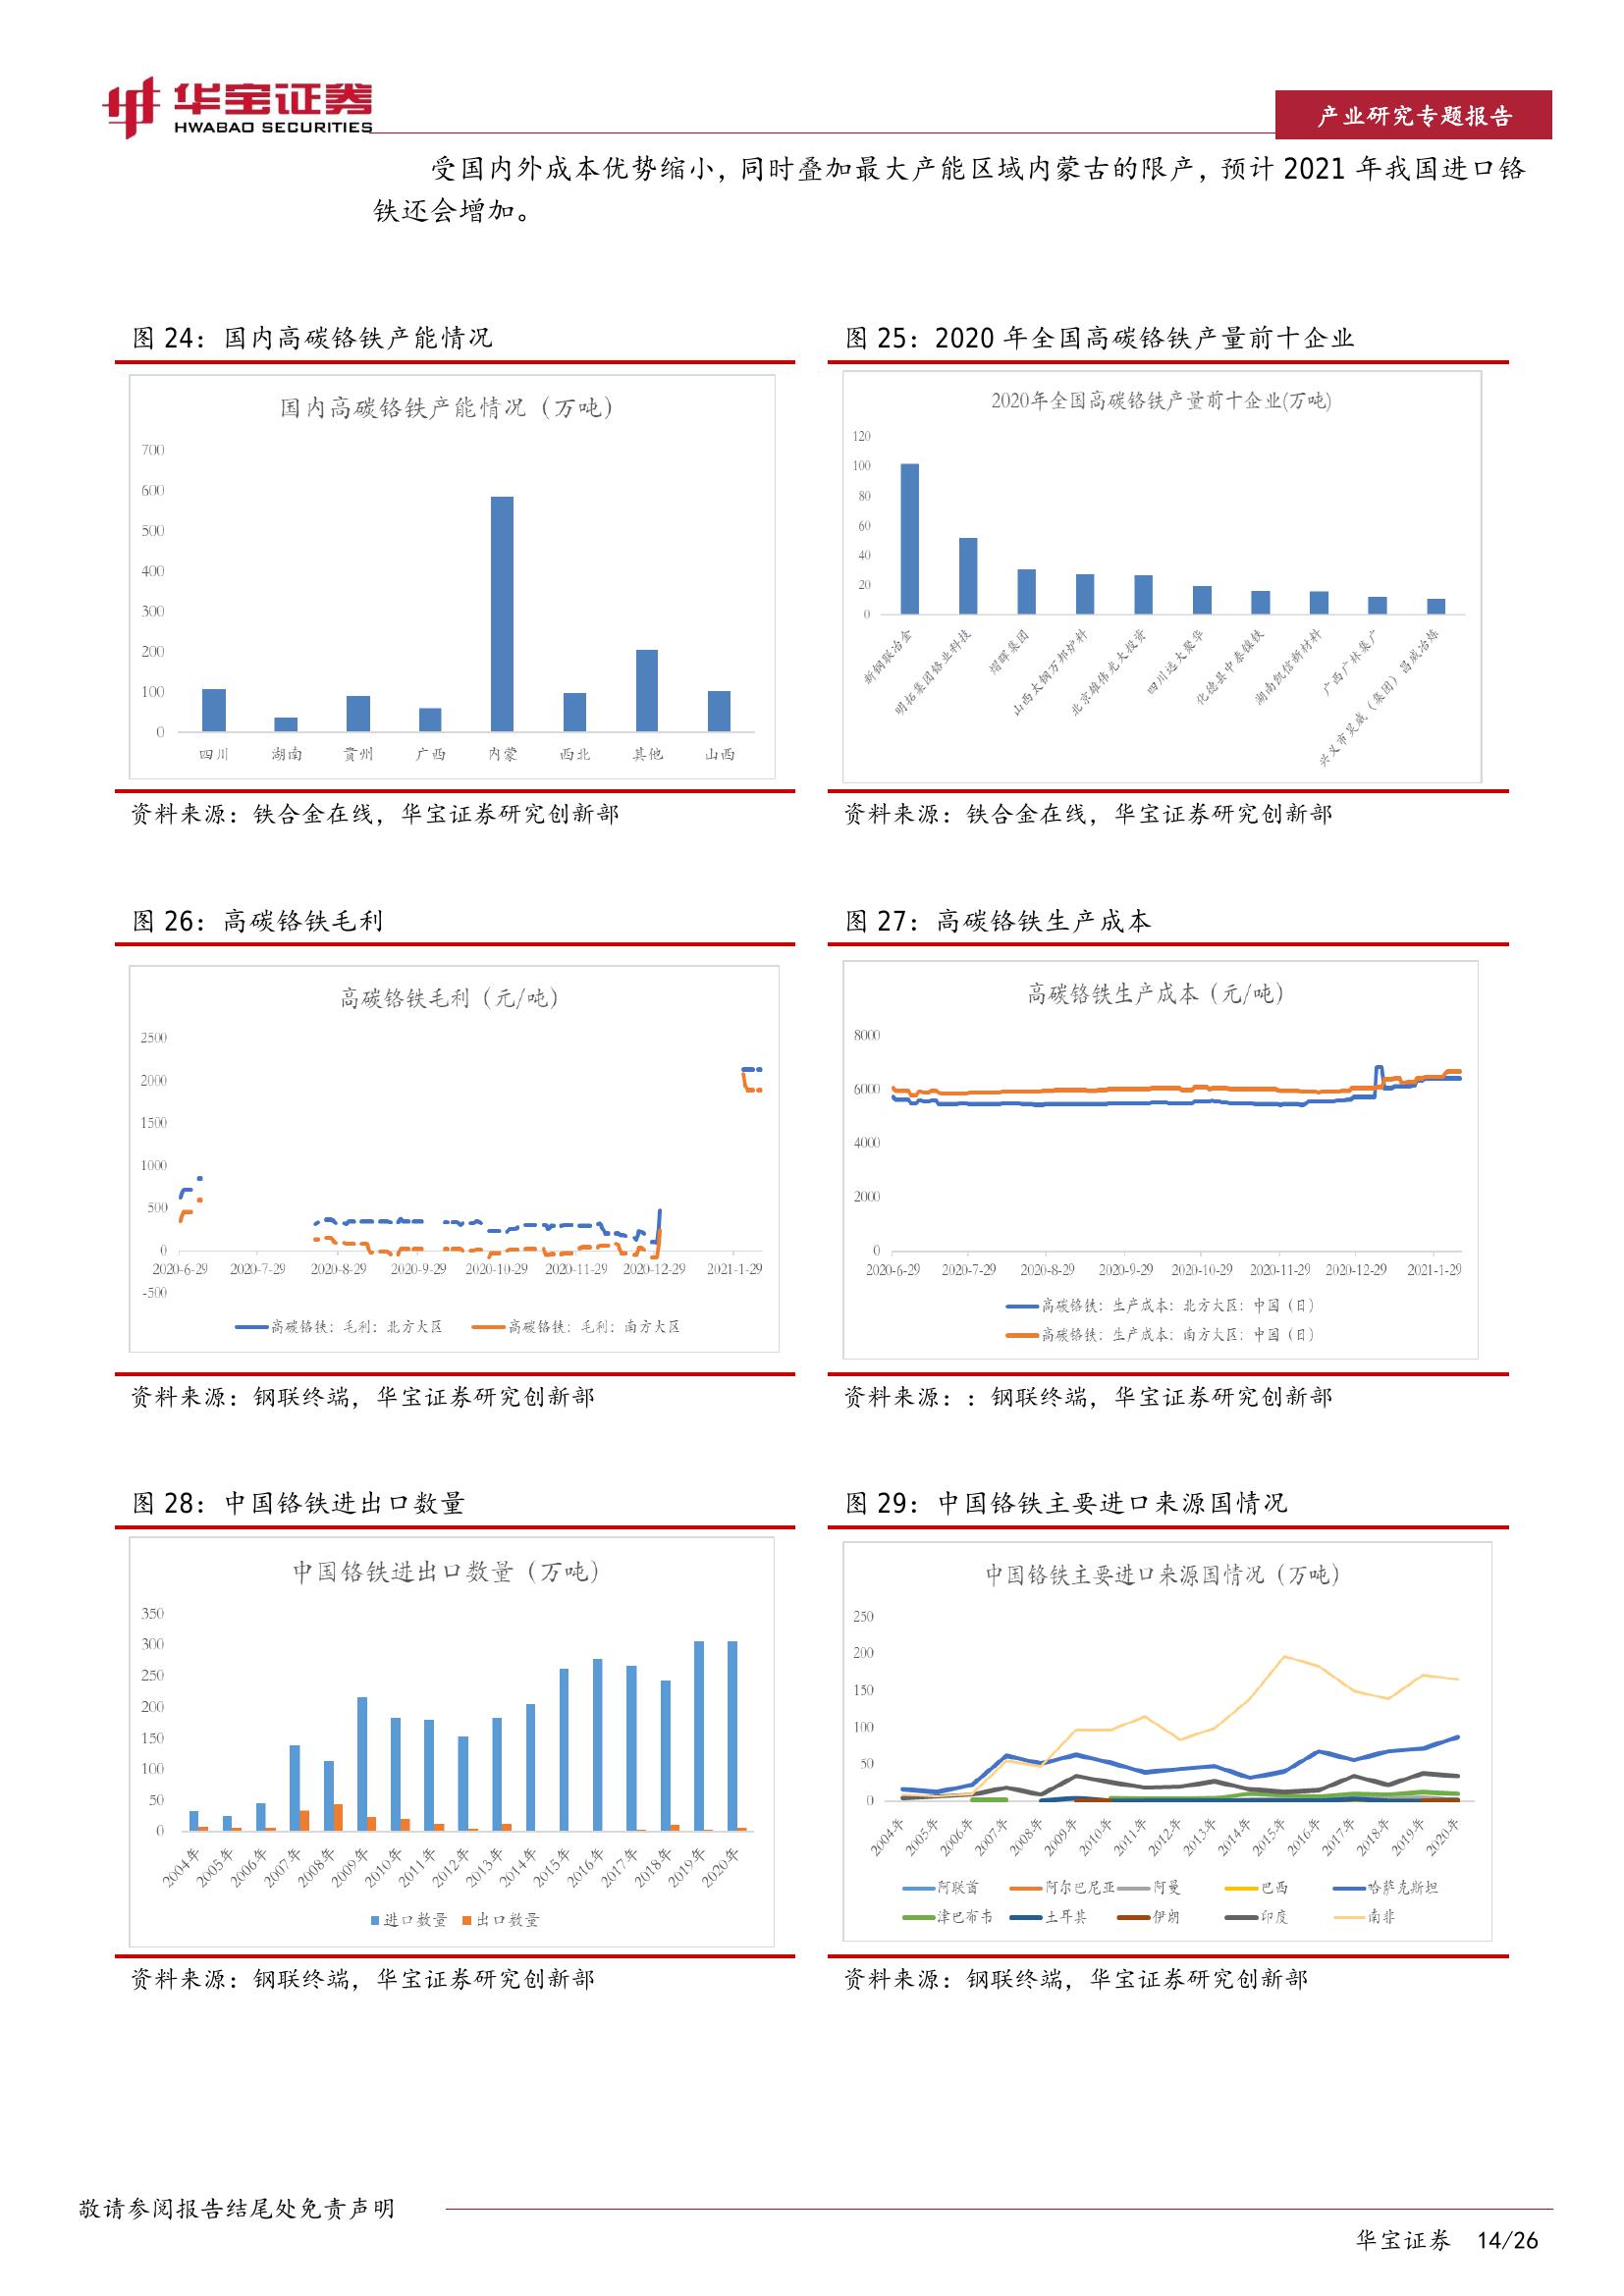 华宝证券
HWABAO SECURITIES
产业研究专题报告
受国内外成本优势缩小，同时叠加最大产能区域内蒙古的限产，预计 2021 年我国进口铬
铁还会增加。
图 24：国内高碳铬铁产能情况
国内高碳铬铁产能情况（万吨）
700
600
500
400
300
200
100
0
四川 湖南 贵州 广西 内蒙 西北 其他 山西
资料来源：铁合金在线，华宝证券研究创新部
图 25：2020 年全国高碳铬铁产量前十企业
2020年全国高碳铬铁产量前十企业(万吨)
120
100
80
60
40
20
0
新钢联冶金
明拓集团铬业科技
熠晖集团
山西太钢万邦炉料
北京雄伟光大投资
四川远大聚华
化德县中泰镍铁
湖南凯信新材料
广西广林集广
兴义市昊威（集团）昌威冶炼
资料来源：铁合金在线，华宝证券研究创新部
图 26：高碳铬铁毛利
高碳铬铁毛利（元/吨）
2500
2000
1500
1000
500
0
2020-6-29 2020-7-29 2020-8-29 2020-9-29 2020-10-29 2020-11-29 2020-12-29 2021-1-29
-500
高碳铬铁：毛利：北方大区 高碳铬铁：毛利：南方大区
资料来源：钢联终端，华宝证券研究创新部
图 27：高碳铬铁生产成本
高碳铬铁生产成本（元/吨）
8000
6000
4000
2000
0
2020-6-29 2020-7-29 2020-8-29 2020-9-29 2020-10-29 2020-11-29 2020-12-29 2021-1-29
高碳铬铁：生产成本：北方大区：中国（日）
高碳铬铁：生产成本：南方大区：中国（日）
资料来源：：钢联终端，华宝证券研究创新部
图 28：中国铬铁进出口数量
中国铬铁进出口数量（万吨）
350
300
250
200
150
100
50
0
2004年 2005年 2006年 2007年 2008年 2009年 2010年 2011年 2012年 2013年 2014年 2015年 2016年 2017年 2018年 2019年 2020年
进口数量 出口数量
资料来源：钢联终端，华宝证券研究创新部
图 29：中国铬铁主要进口来源国情况
中国铬铁主要进口来源国情况（万吨）
250
200
150
100
50
0
2004年 2005年 2006年 2007年 2008年 2009年 2010年 2011年 2012年 2013年 2014年 2015年 2016年 2017年 2018年 2019年 2020年
阿联酋 阿尔巴尼亚 阿曼 巴西 哈萨克斯坦
津巴布韦 土耳其 伊朗 印度 南非
资料来源：钢联终端，华宝证券研究创新部
敬请参阅报告结尾处免责声明
华宝证券 14/26